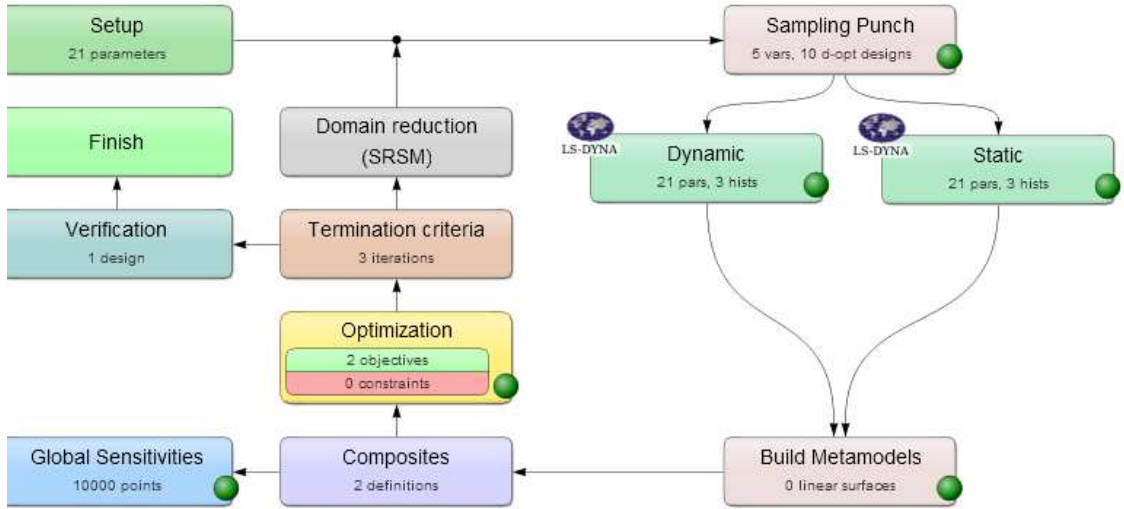 Setup
21 parameters
Sampling Punch
5 vars, 10 d-opt designs
Finish
Domain reduction
(SRSM)
LS-DYNA
Dynamic
21 pars, 3 hists
LS-DYNA
Static
21 pars, 3 hists
Verification
1 design
Termination criteria
3 iterations
Optimization
2 objectives
0 constraints
Global Sensitivities
10000 points
Composites
2 definitions
Build Metamodels
0 linear surfaces